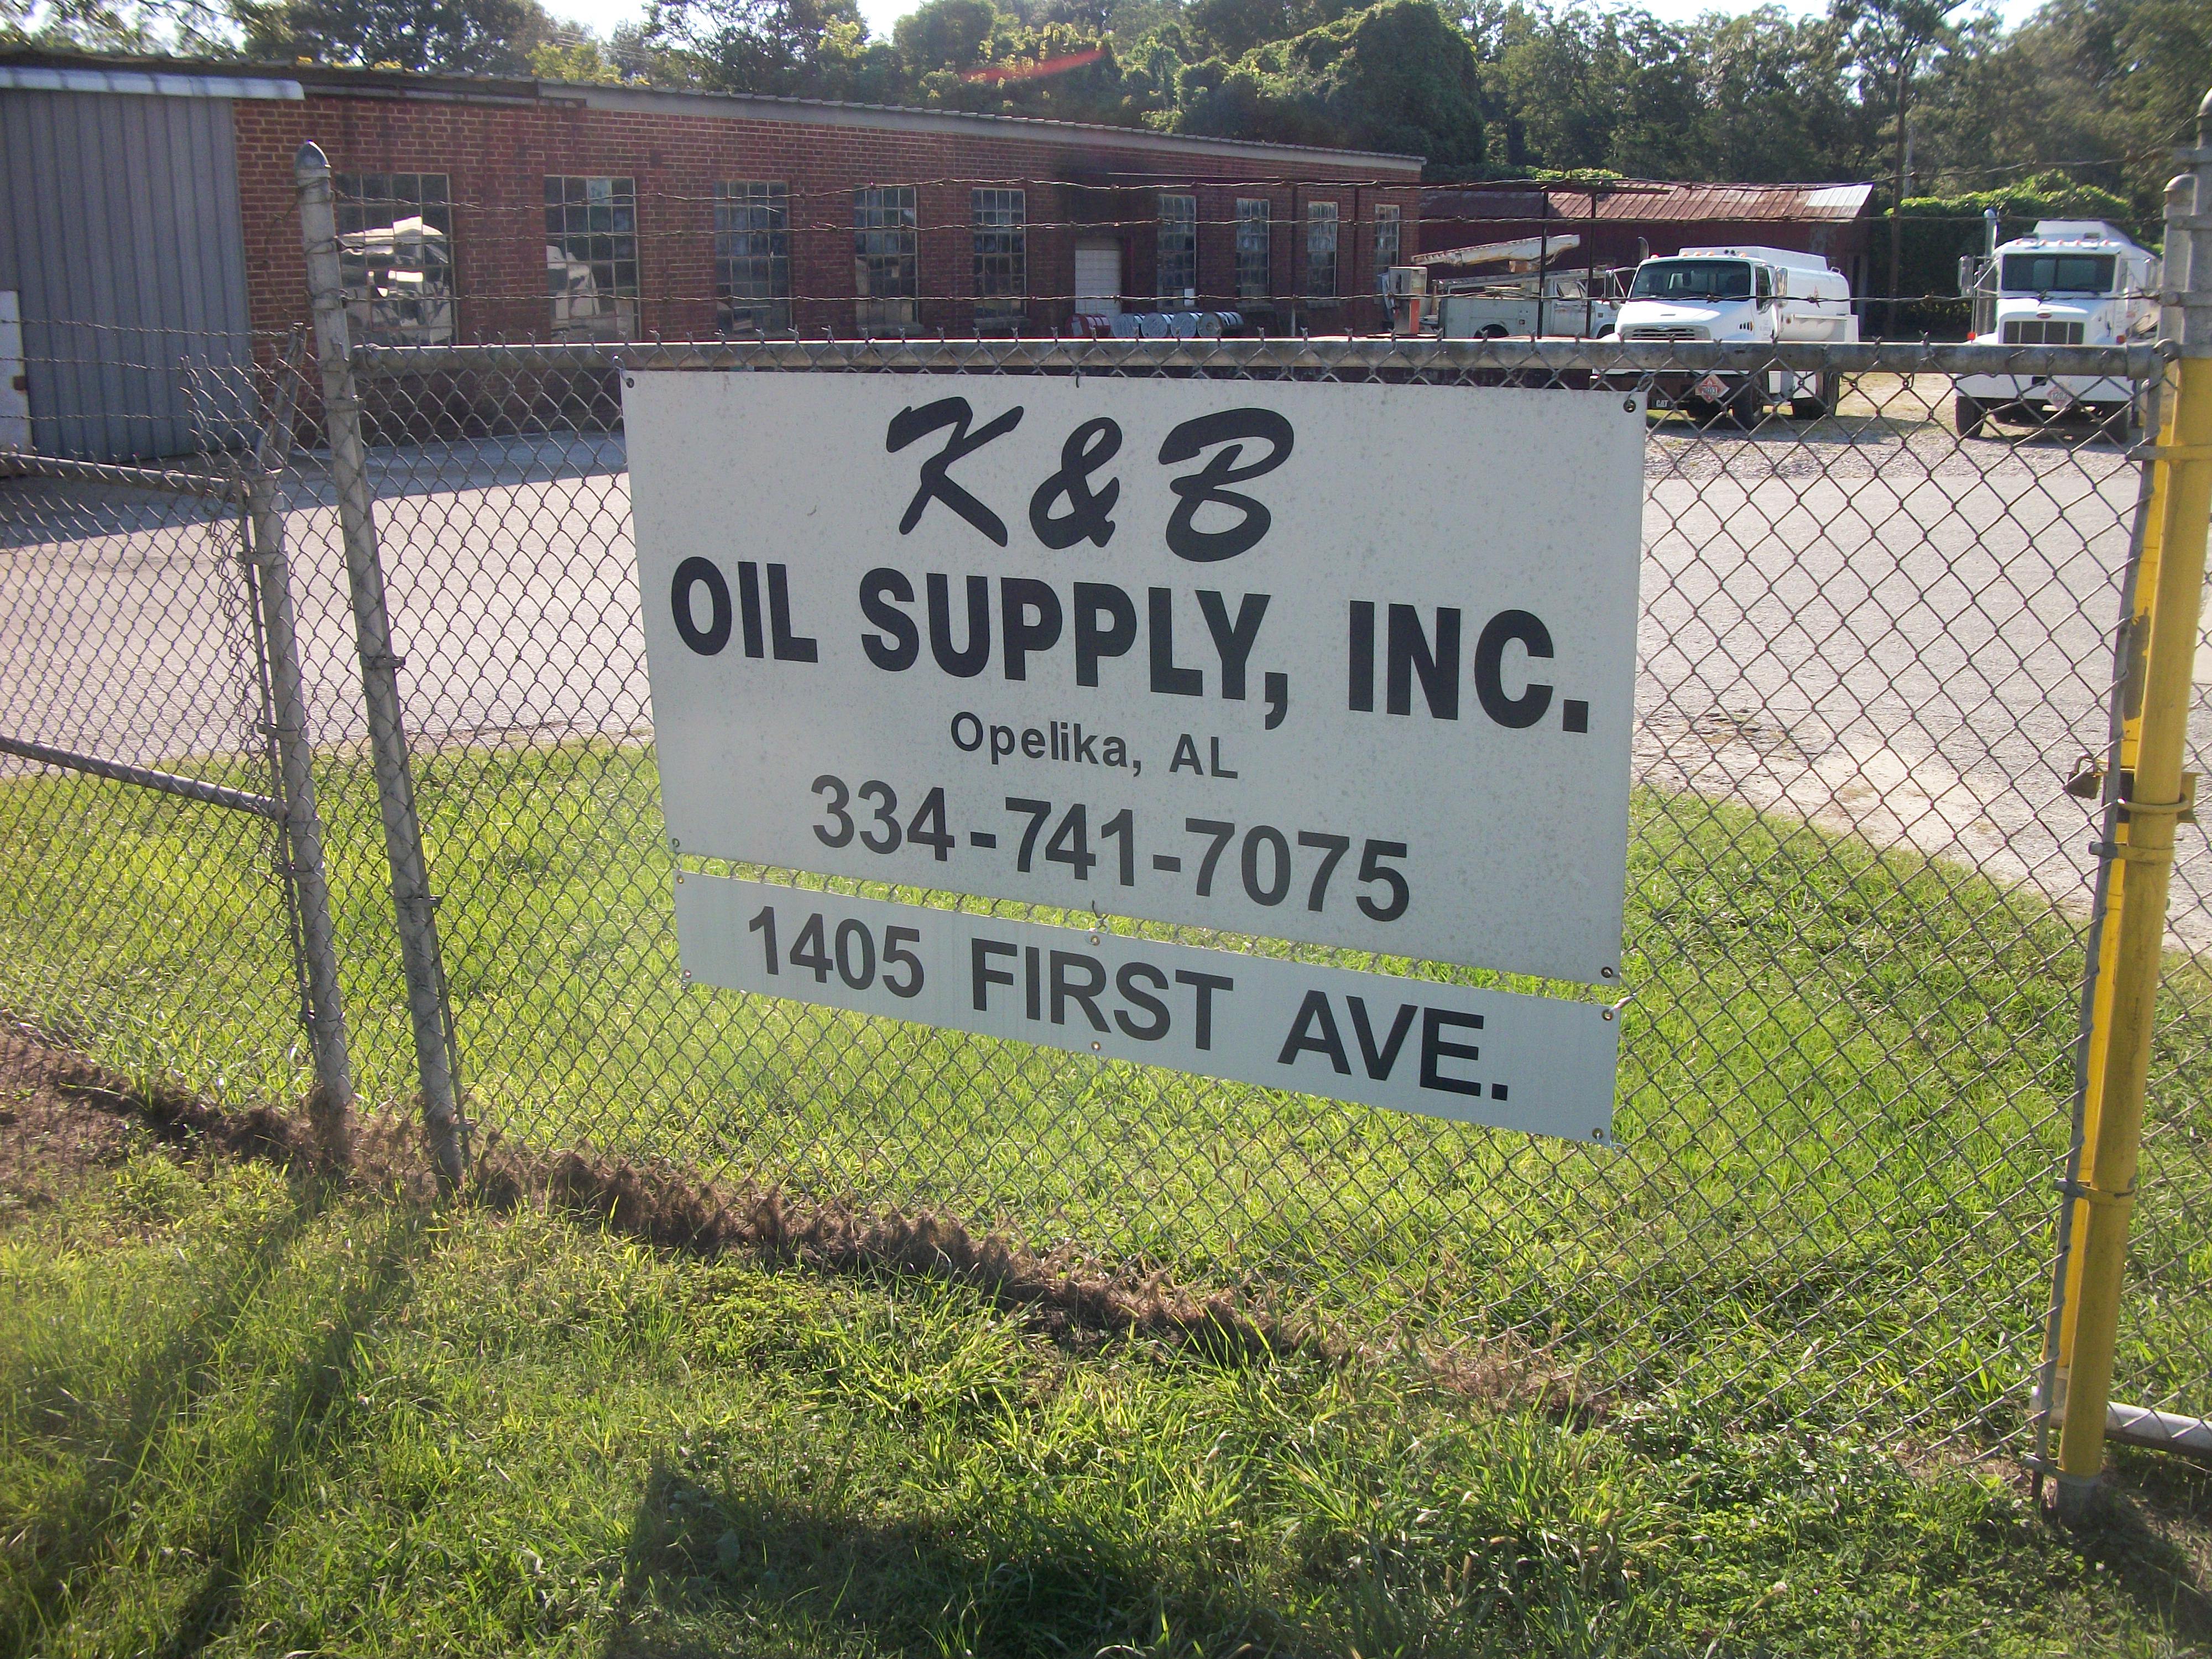 K & B
OIL SUPPLY, INC.
Opelika, AL
334-741-7075
1405 FIRST AVE.